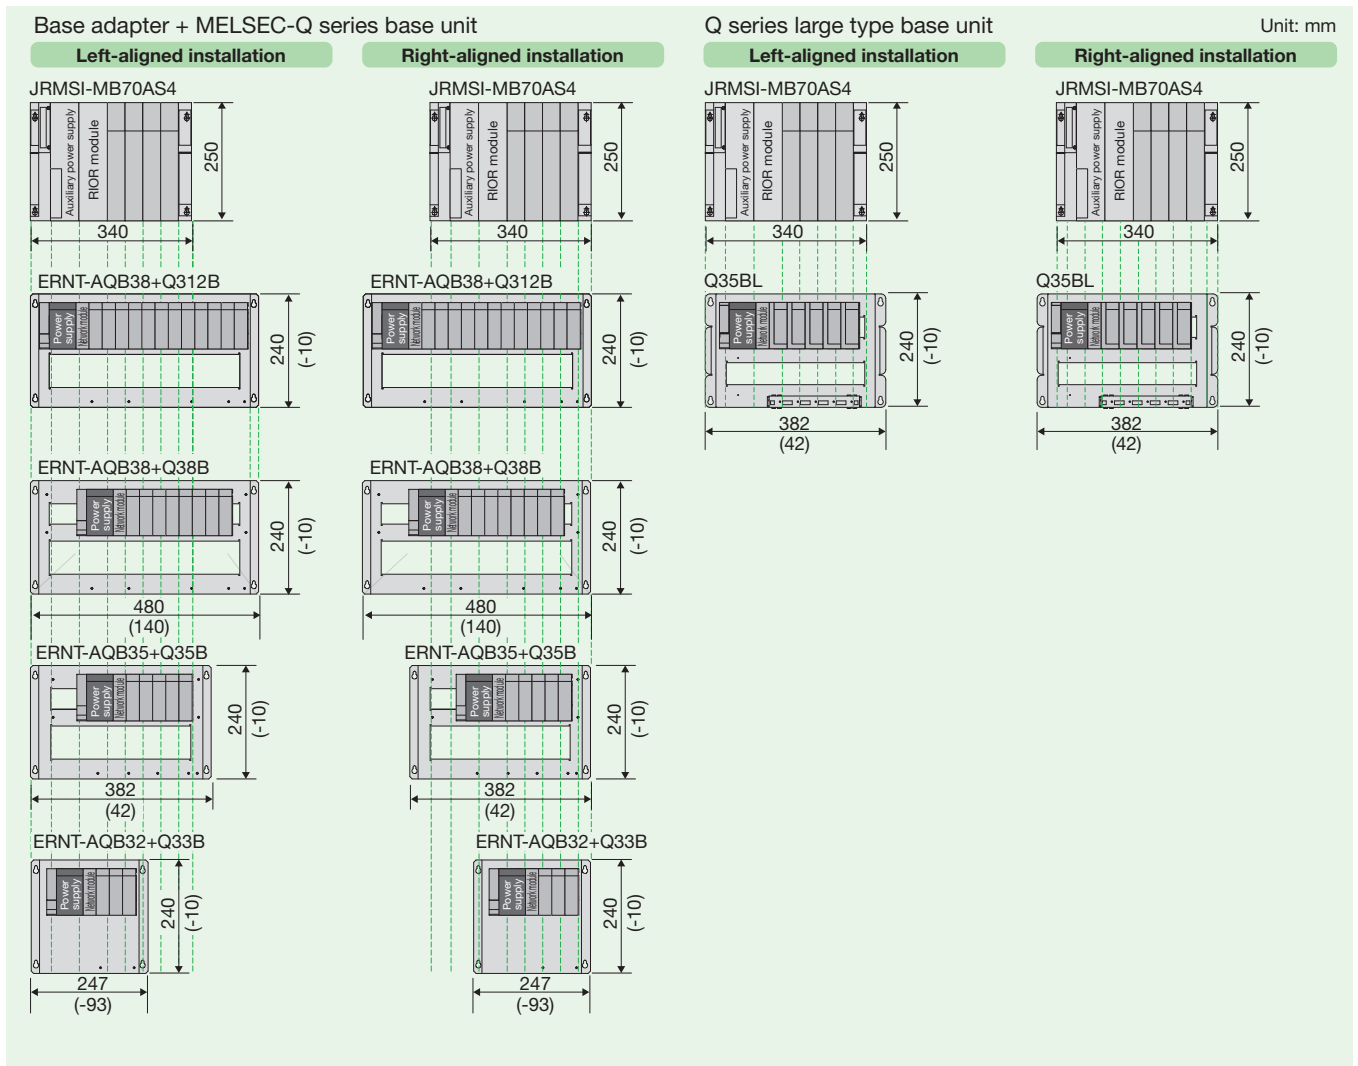 Base adapter + MELSEC-Q series base unit
Left-aligned installation
JRMSI-MB70AS4
Auxiliary power supply
RIOR module
250
340
ERNT-AQB38+Q312B
Power
supply
Network module
240
(-10)
ERNT-AQB38+Q38B
Power
supply
Network module
240
(-10)
480
(140)
ERNT-AQB35+Q35B
Power
supply
Network module
240
(-10)
382
(42)
ERNT-AQB32+Q33B
Power
supply
Network module
240
(-10)
247
(-93)
Right-aligned installation
JRMSI-MB70AS4
Auxiliary power supply
RIOR module
250
340
ERNT-AQB38+Q312B
Power
supply
Network module
240
(-10)
ERNT-AQB38+Q38B
Power
supply
Network module
240
(-10)
480
(140)
ERNT-AQB35+Q35B
Power
supply
Network module
240
(-10)
382
(42)
ERNT-AQB32+Q33B
Power
supply
Network module
240
(-10)
247
(-93)
Q series large type base unit
Unit: mm
Left-aligned installation
JRMSI-MB70AS4
Auxiliary power supply
RIOR module
250
340
Q35BL
Power
supply
Network module
240
(-10)
382
(42)
Right-aligned installation
JRMSI-MB70AS4
Auxiliary power supply
RIOR module
250
340
Q35BL
Power
supply
Network module
240
(-10)
382
(42)